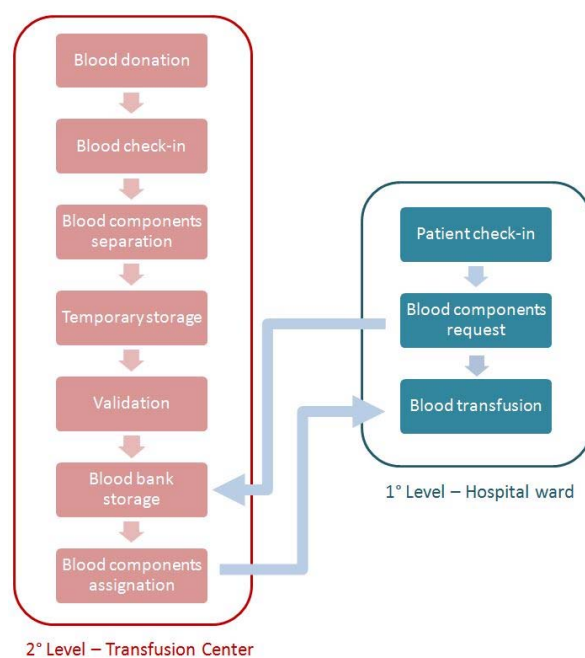 Blood donation
Blood check-in
Blood components
separation
Temporary storage
Validation
Blood bank
storage
Blood components
assignation
2° Level – Transfusion Center
Patient check-in
Blood components
request
Blood transfusion
1° Level – Hospital ward